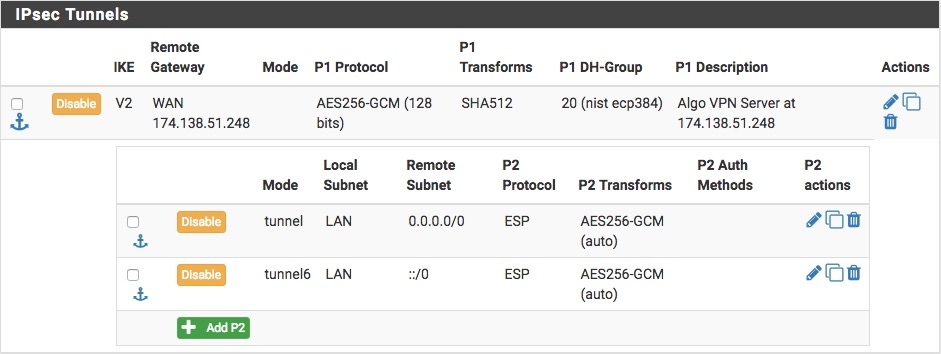 IPsec Tunnels
IKE Remote Gateway Mode P1 Protocol P1 Transforms P1 DH-Group P1 Description Actions
Disable V2 WAN 174.138.51.248 AES256-GCM (128 bits) SHA512 20 (nist ecp384) Algo VPN Server at 174.138.51.248
Mode Local Subnet Remote Subnet P2 Protocol P2 Transforms P2 Auth Methods P2 actions
Disable tunnel LAN 0.0.0.0/0 ESP AES256-GCM (auto)
Disable tunnel6 LAN ::/0 ESP AES256-GCM (auto)
Add P2